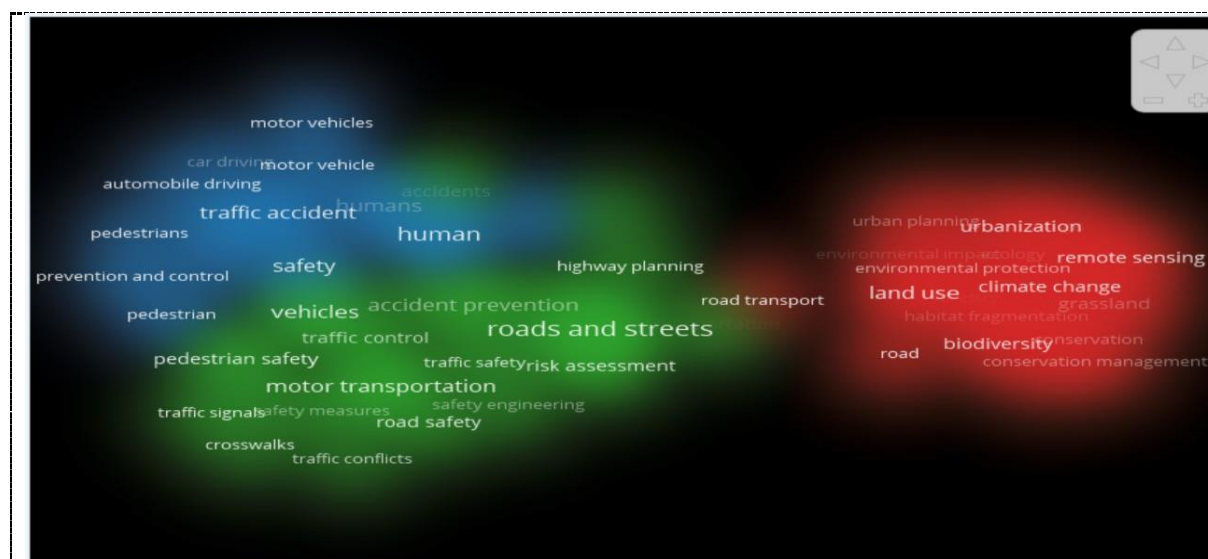 motor vehicles
car driving
motor vehicle
automobile driving
accidents
humans
traffic accident
urban planning
urbanization
pedestrians
human
environmental impact
ecology
remote sensing
safety
highway planning
environmental protection
prevention and control
climate change
land use
road transport
grassland
accident prevention
vehicles
pedestrian
habitat fragmentation
roads and streets
traffic control
conservation
biodiversity
road
pedestrian safety
traffic safety
risk assessment
conservation management
motor transportation
safety engineering
traffic signals
safety measures
road safety
crosswalks
traffic conflicts